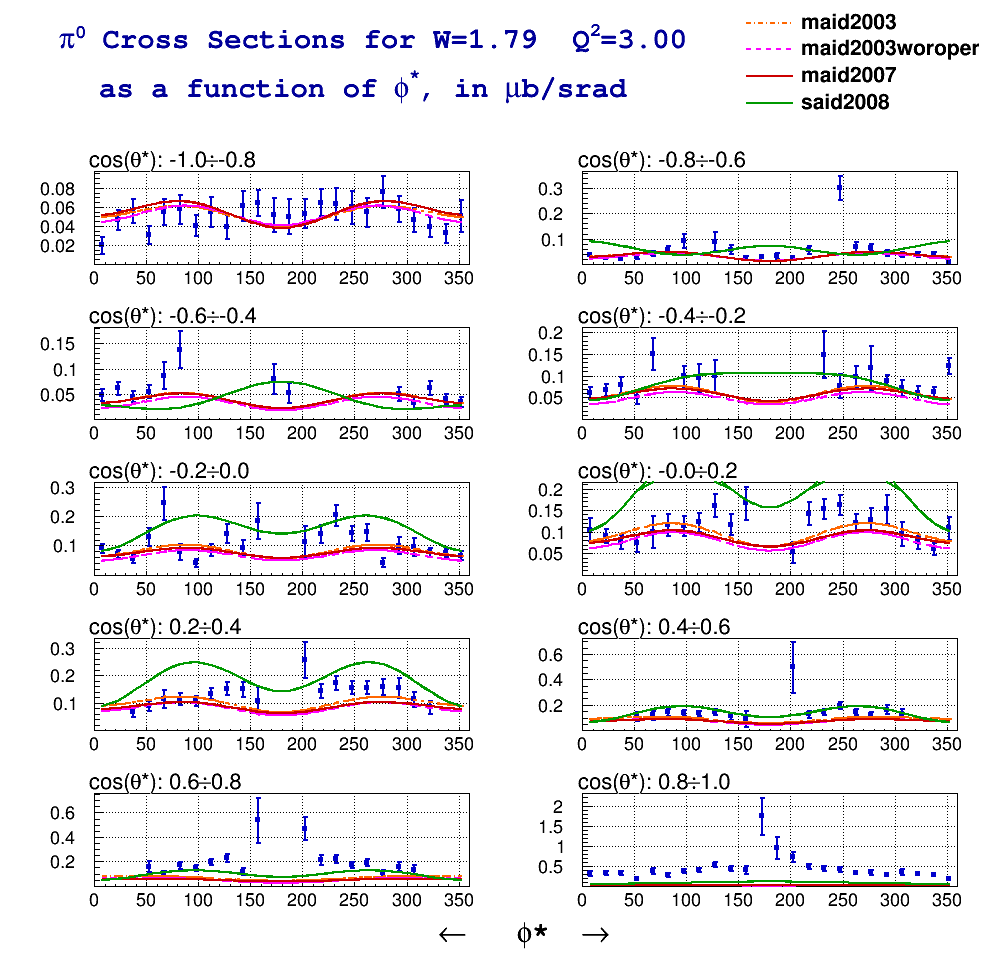 π⁰ Cross Sections for W=1.79 Q²=3.00
as a function of ϕ*, in μb/srad
maid2003
maid2003woroper
maid2007
said2008
cos(θ*): -1.0÷-0.8
0.08
0.06
0.04
0.02
0 50 100 150 200 250 300 350
cos(θ*): -0.8÷-0.6
0.3
0.2
0.1
0 50 100 150 200 250 300 350
cos(θ*): -0.6÷-0.4
0.15
0.1
0.05
0 50 100 150 200 250 300 350
cos(θ*): -0.4÷-0.2
0.2
0.15
0.1
0.05
0 50 100 150 200 250 300 350
cos(θ*): -0.2÷0.0
0.3
0.2
0.1
0 50 100 150 200 250 300 350
cos(θ*): -0.0÷0.2
0.2
0.15
0.1
0.05
0 50 100 150 200 250 300 350
cos(θ*): 0.2÷0.4
0.3
0.2
0.1
0 50 100 150 200 250 300 350
cos(θ*): 0.4÷0.6
0.6
0.4
0.2
0 50 100 150 200 250 300 350
cos(θ*): 0.6÷0.8
0.6
0.4
0.2
0 50 100 150 200 250 300 350
cos(θ*): 0.8÷1.0
2
1.5
1
0.5
0 50 100 150 200 250 300 350
← ϕ* →